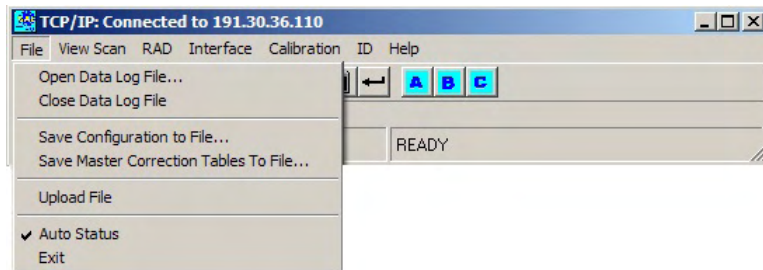 TCP/IP: Connected to 191.30.36.110
File View Scan RAD Interface Calibration ID Help
Open Data Log File...
A B C
Close Data Log File
Save Configuration to File...
READY
Save Master Correction Tables To File...
Upload File
Auto Status
Exit